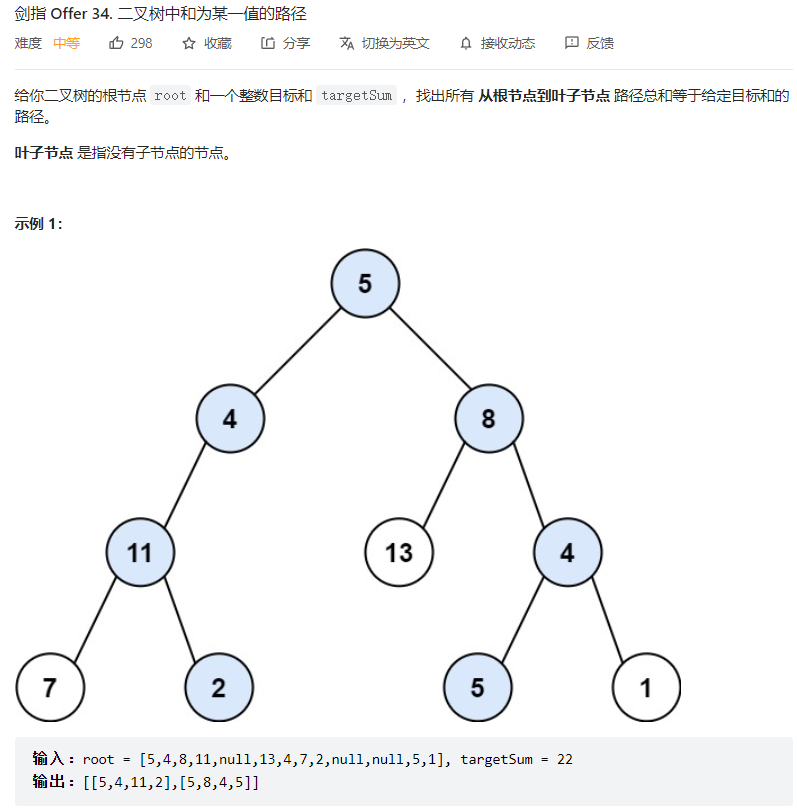 剑指 Offer 34. 二叉树中和为某一值的路径
难度 中等 298 收藏 分享 切换为英文 接收动态 反馈
给你二叉树的根节点 root 和一个整数目标和 targetSum ，找出所有 从根节点到叶子节点 路径总和等于给定目标和的
路径。
叶子节点 是指没有子节点的节点。
示例 1：
5
4 8
11 13 4
7 2 5 1
输入：root = [5,4,8,11,null,13,4,7,2,null,null,5,1], targetSum = 22
输出：[[5,4,11,2],[5,8,4,5]]